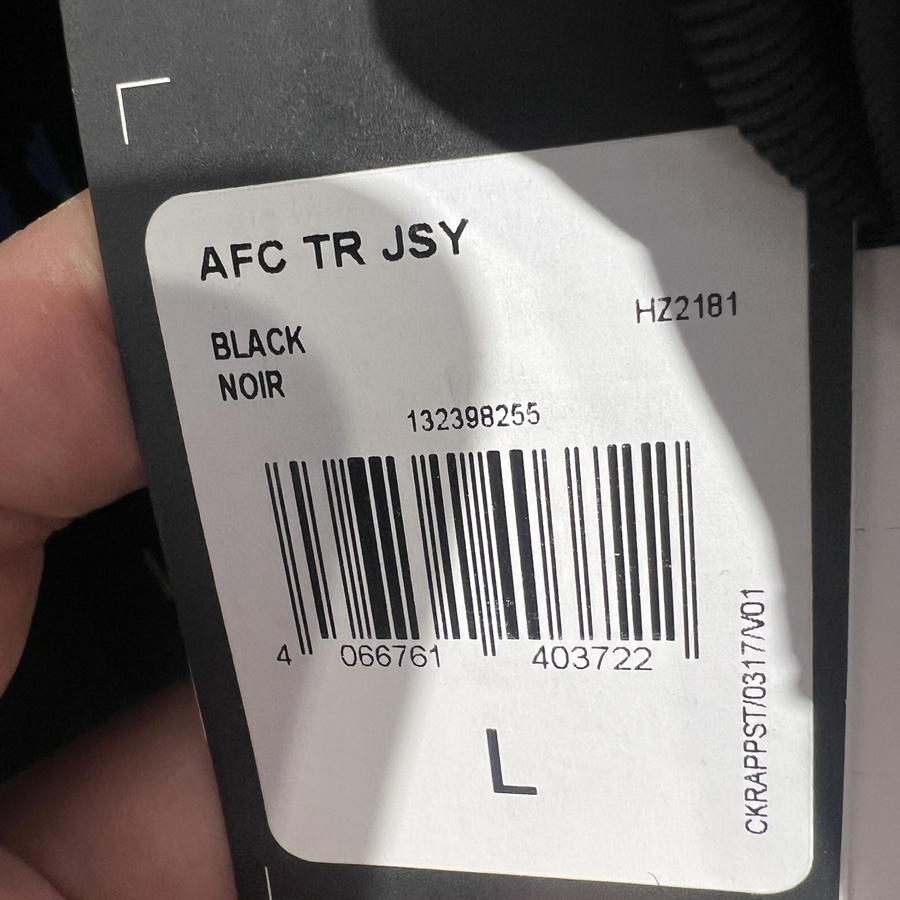 AFC TR JSY
HZ2181
BLACK
NOIR
132398255
4 066761 403722
L
CKRAPPST/0317/V01